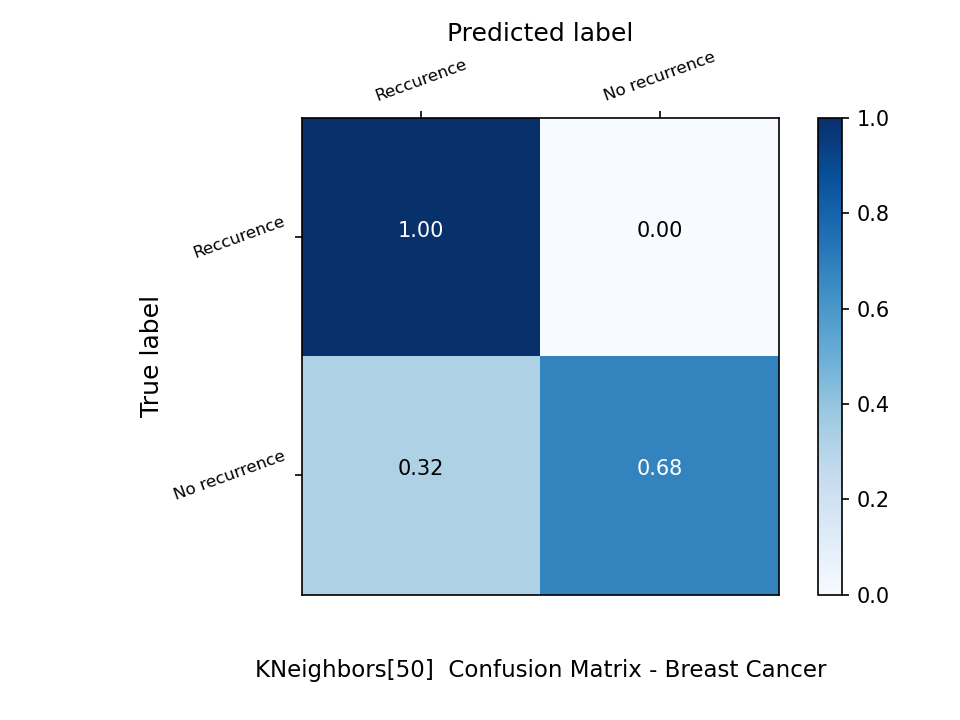 Predicted label
Reccurence
No recurrence
1.0
Reccurence
1.00
0.00
0.8
0.6
True label
0.4
No recurrence
0.32
0.68
0.2
0.0
KNeighbors[50]  Confusion Matrix - Breast Cancer